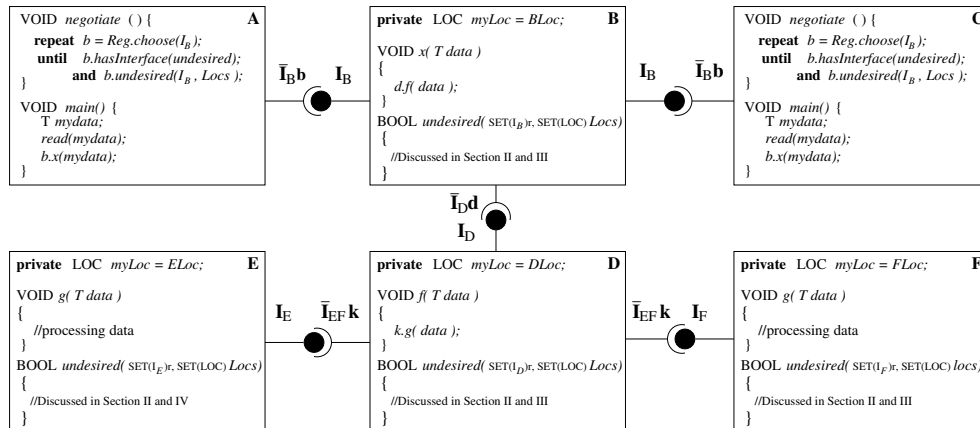 VOID negotiate ( ) { A
repeat b = Reg.choose(I_B);
until b.hasInterface(undesired);
and b.undesired(I_B , Locs );
}
VOID main() {
T mydata;
read(mydata);
b.x(mydata);
}
Ī_B b I_B
private LOC myLoc = BLoc; B
VOID x( T data )
{
d.f( data );
}
BOOL undesired( SET(I_B)r, SET(LOC) Locs)
{
//Discussed in Section II and III
}
I_B Ī_B b
VOID negotiate ( ) { C
repeat b = Reg.choose(I_B);
until b.hasInterface(undesired);
and b.undesired(I_B , Locs );
}
VOID main() {
T mydata;
read(mydata);
b.x(mydata);
}
Ī_D d
I_D
private LOC myLoc = ELoc; E
VOID g( T data )
{
//processing data
}
BOOL undesired( SET(I_E)r, SET(LOC) Locs)
{
//Discussed in Section II and IV
}
I_E Ī_EF k
private LOC myLoc = DLoc; D
VOID f( T data )
{
k.g( data );
}
BOOL undesired( SET(I_D)r, SET(LOC) Locs)
{
//Discussed in Section II and III
}
Ī_EF k I_F
private LOC myLoc = FLoc; F
VOID g( T data )
{
//processing data
}
BOOL undesired( SET(I_F)r, SET(LOC) locs)
{
//Discussed in Section II and III
}